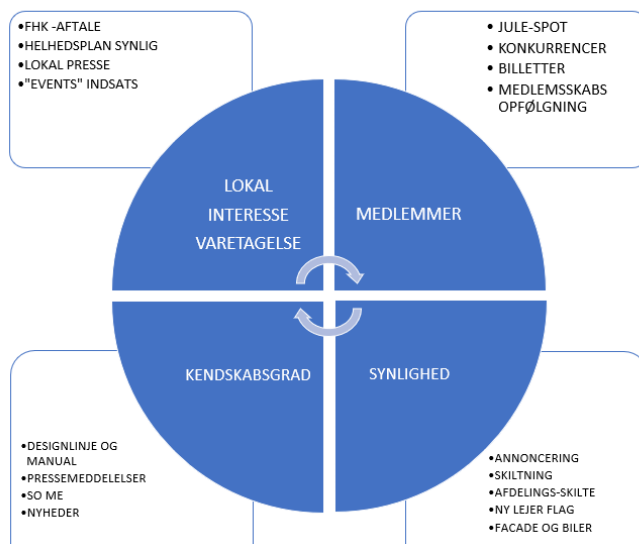 •FHK -AFTALE
•HELHEDSPLAN SYNLIG
•LOKAL PRESSE
•"EVENTS" INDSATS
• JULE-SPOT
• KONKURRENCER
• BILLETTER
• MEDLEMSSKABS
OPFØLGNING
LOKAL
INTERESSE
VARETAGELSE
MEDLEMMER
KENDSKABSGRAD
SYNLIGHED
•DESIGNLINJE OG
MANUAL
•PRESSEMEDDELELSER
•SO ME
•NYHEDER
•ANNONCERING
•SKILTNING
•AFDELINGS-SKILTE
•NY LEJER FLAG
•FACADE OG BILER